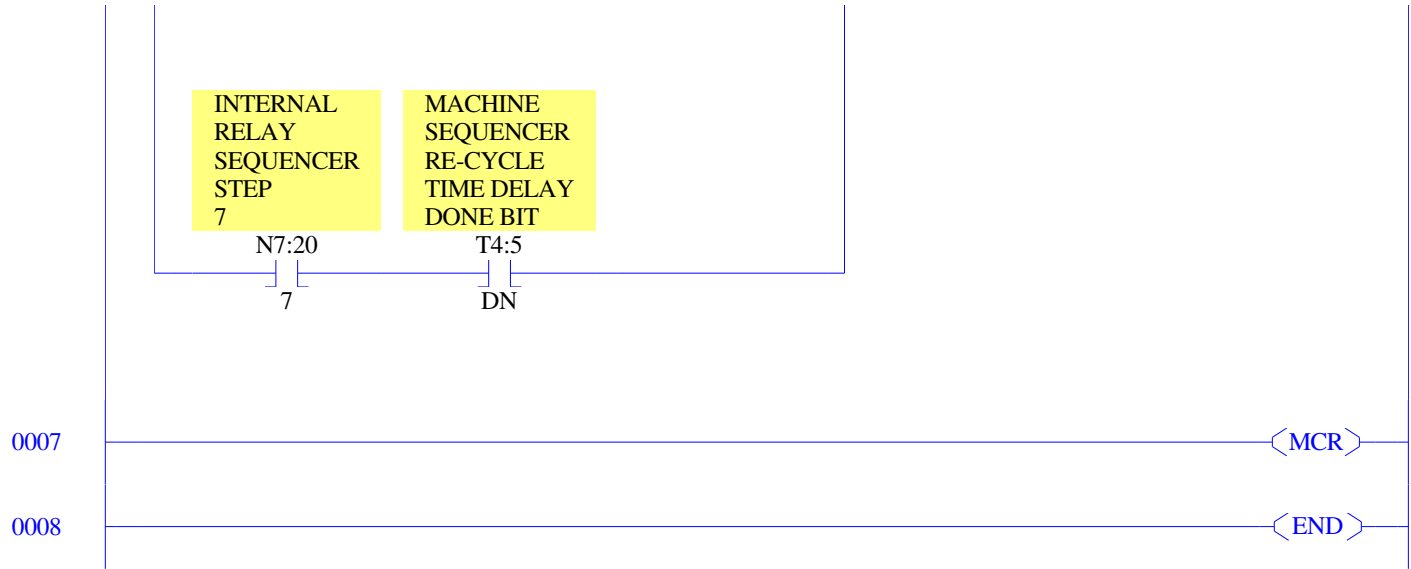 INTERNAL
RELAY
SEQUENCER
STEP
7
N7:20
7
MACHINE
SEQUENCER
RE-CYCLE
TIME DELAY
DONE BIT
T4:5
DN
0007
MCR
0008
END